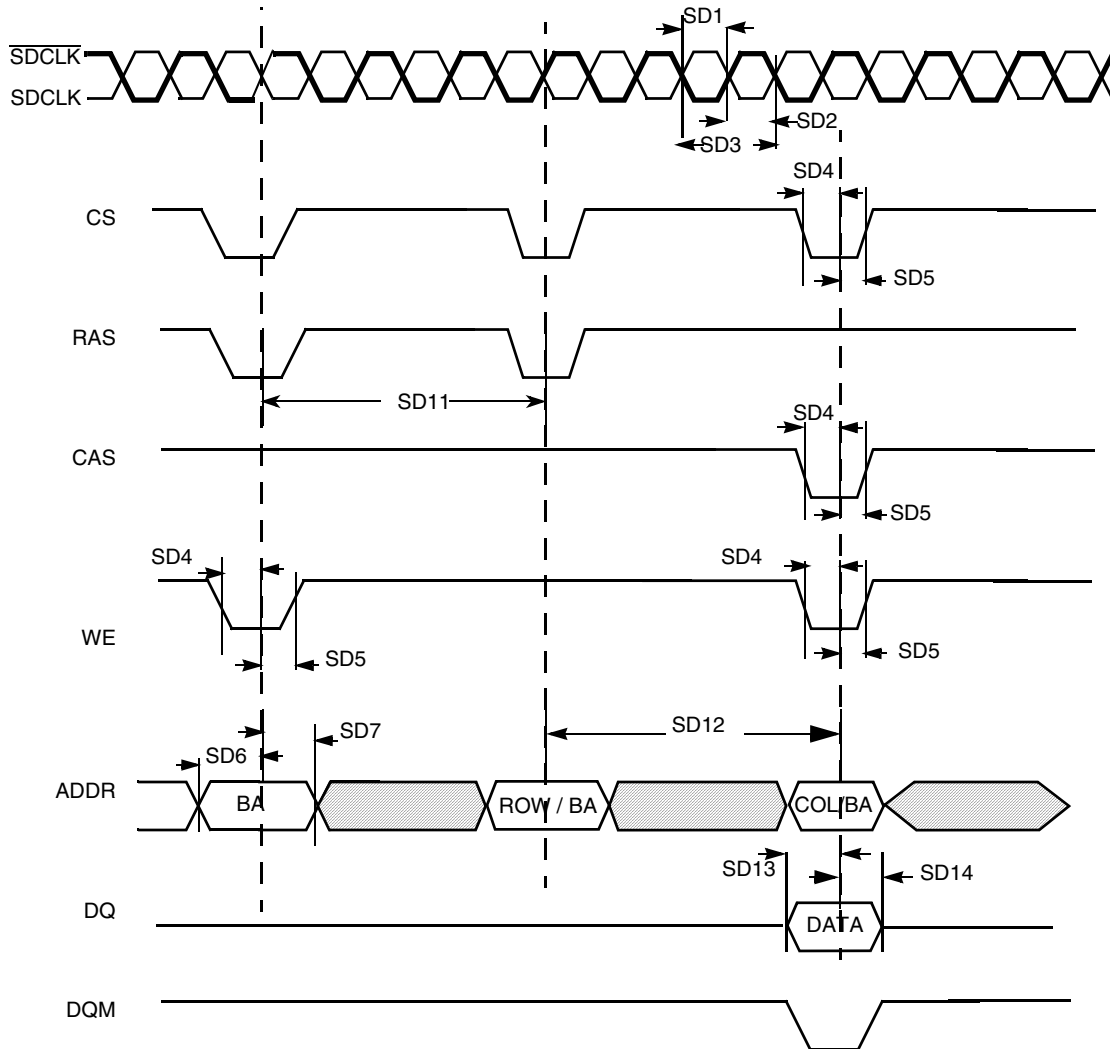 SD1
SDCLK
SDCLK
SD2
SD3
SD4
CS
SD5
RAS
SD11
SD4
CAS
SD5
SD4
SD4
WE
SD5
SD5
SD12
SD7
SD6
ADDR
BA
ROW / BA
COL/BA
SD13
SD14
DQ
DATA
DQM